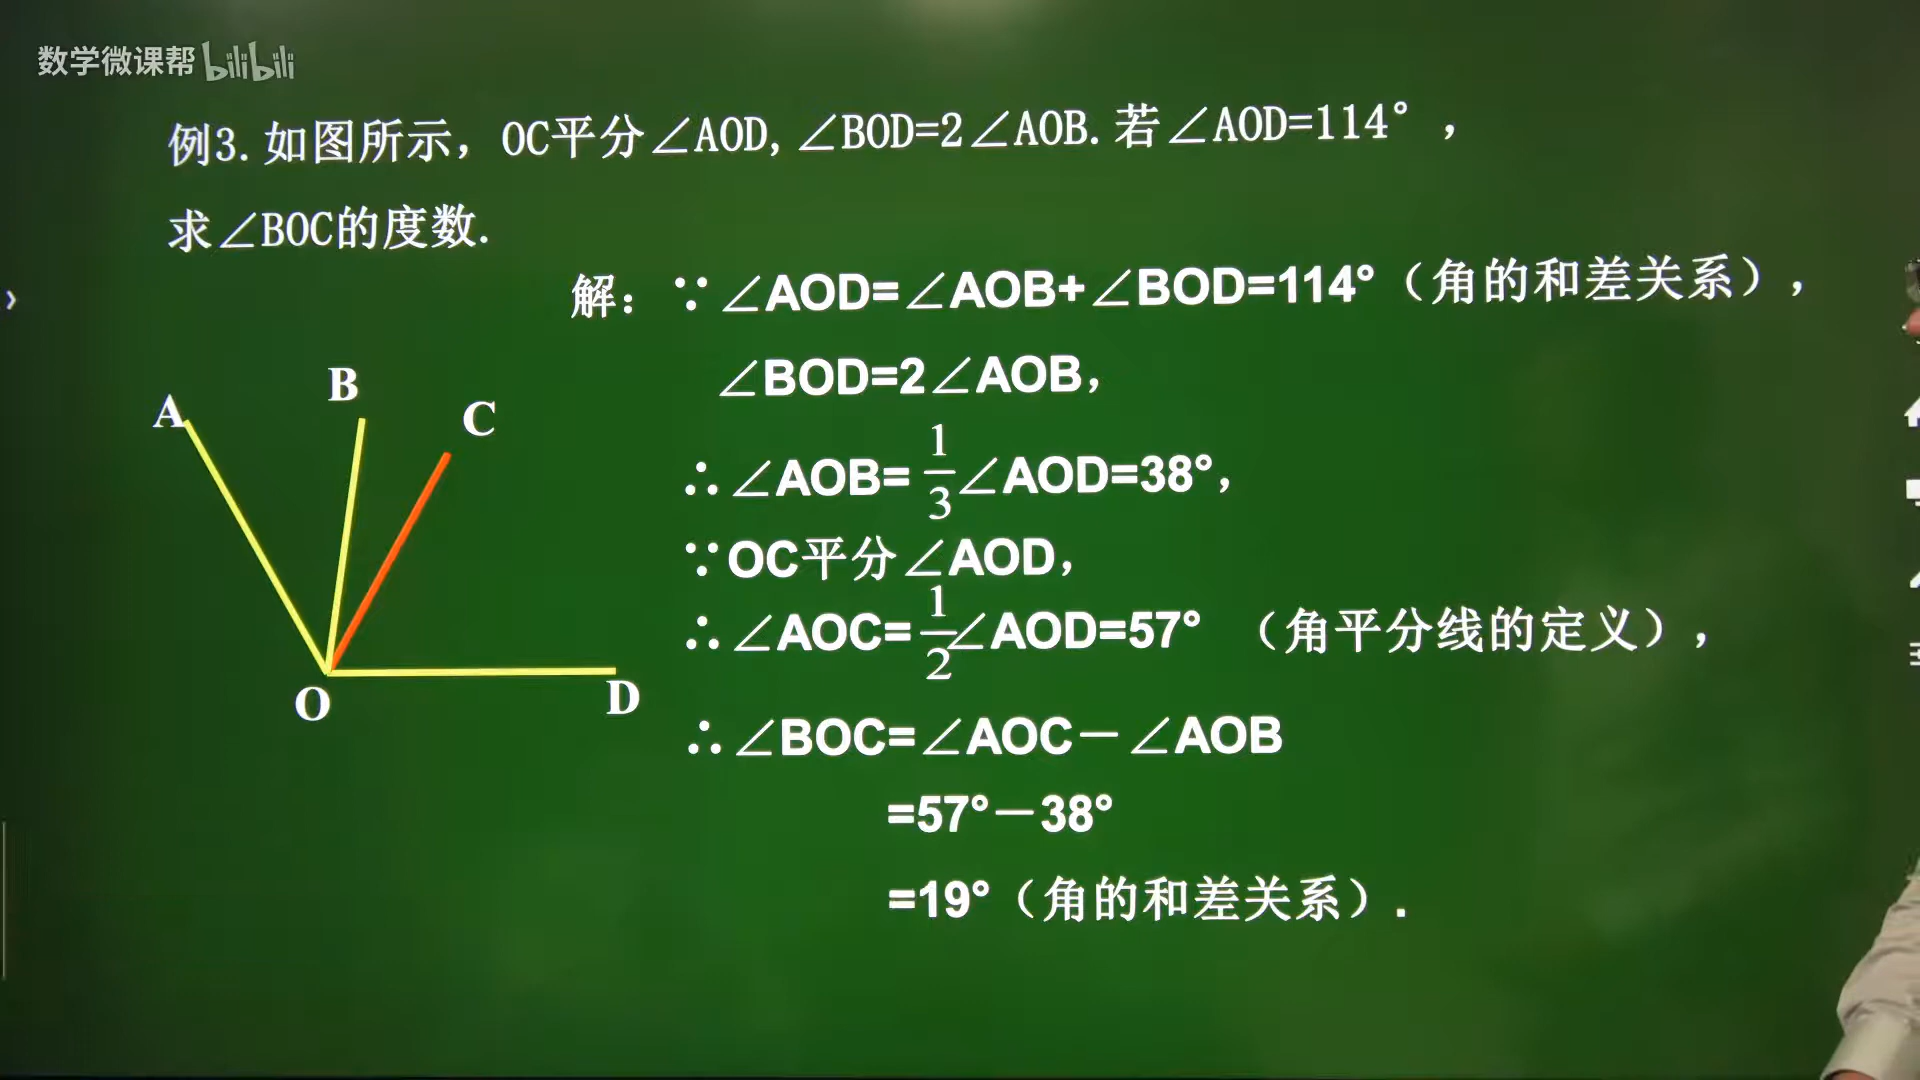 数学微课帮 bilibili
例3.如图所示，OC平分∠AOD,∠BOD=2∠AOB.若∠AOD=114°，
求∠BOC的度数.
解：∵∠AOD=∠AOB+∠BOD=114°（角的和差关系），
∠BOD=2∠AOB，
∴∠AOB=1/3∠AOD=38°，
∵OC平分∠AOD，
∴∠AOC=1/2∠AOD=57°（角平分线的定义），
∴∠BOC=∠AOC－∠AOB
=57°－38°
=19°（角的和差关系）.
A
B
C
O
D